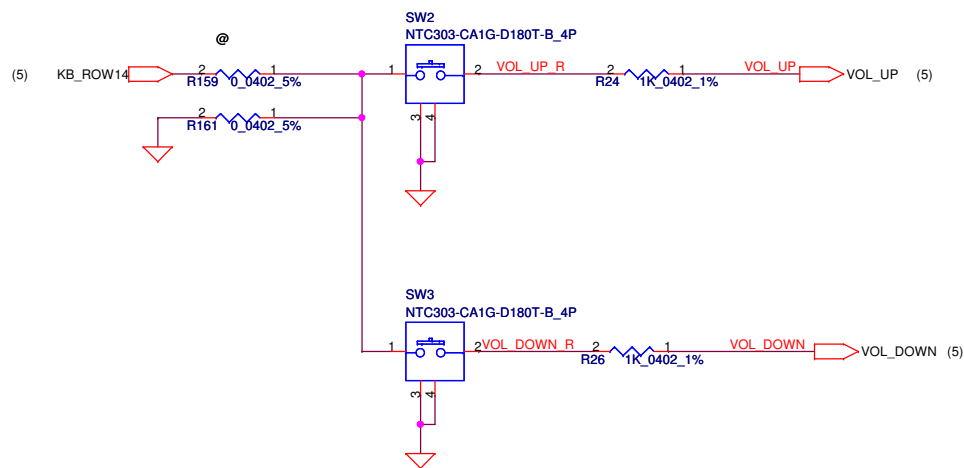 SW2
NTC303-CA1G-D180T-B_4P
@
(5) KB_ROW14 2 1 1 2 VOL_UP_R 2 1 VOL_UP VOL_UP (5)
R159 0_0402_5% R24 1K_0402_1%
2 1
R161 0_0402_5% 3 4
SW3
NTC303-CA1G-D180T-B_4P
1 2 VOL_DOWN_R 2 1 VOL_DOWN VOL_DOWN (5)
R26 1K_0402_1%
3 4